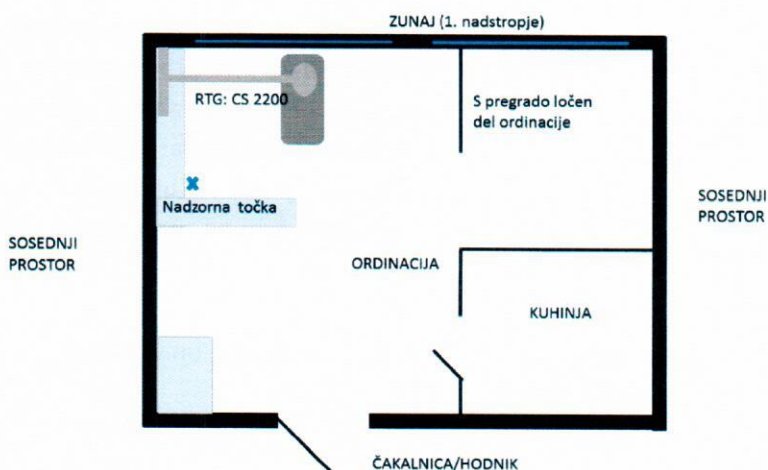 ZUNAJ (1. nadstropje)
RTG: CS 2200
S pregrado ločen
del ordinacije
Nadzorna točka
SOSEDNJI
PROSTOR
SOSEDNJI
PROSTOR
ORDINACIJA
KUHINJA
ČAKALNICA/HODNIK